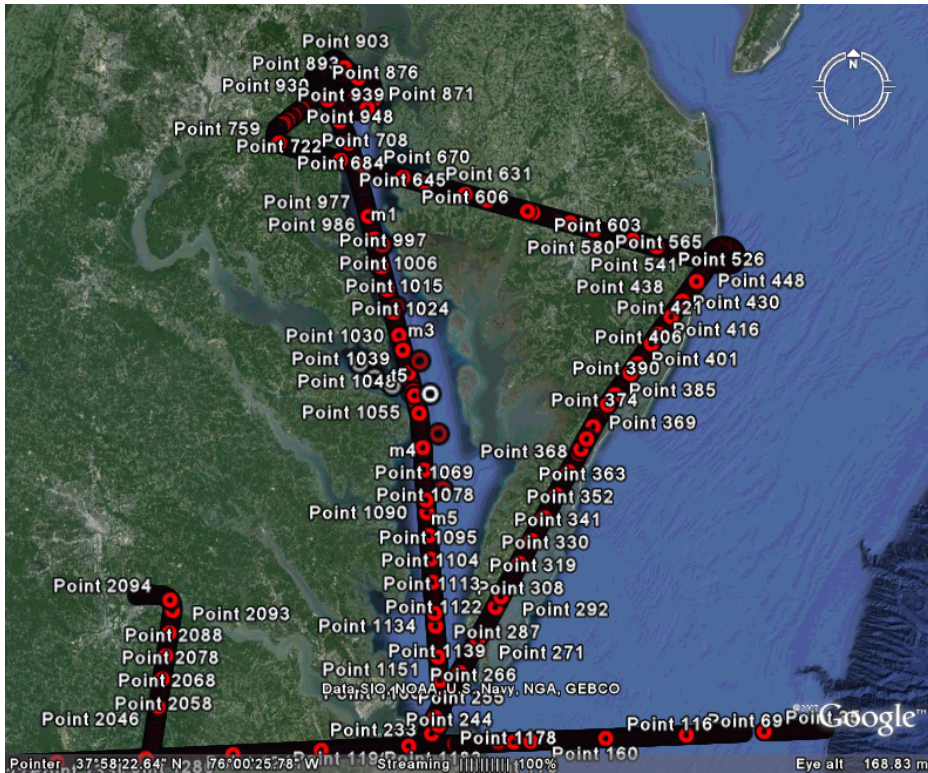 Point 903
Point 893
Point 876
Point 930
Point 939
Point 871
N
Point 948
Point 759
Point 722
Point 708
Point 684
Point 670
Point 645
Point 631
Point 606
Point 977
m1
Point 986
Point 603
Point 997
Point 580
Point 565
Point 1006
Point 541
Point 526
Point 1015
Point 438
Point 448
Point 1024
Point 421
Point 430
Point 1030
m3
Point 406
Point 416
Point 1039
Point 401
Point 1048
t5
Point 390
Point 385
Point 1055
Point 374
Point 369
m4
Point 368
Point 1069
Point 363
Point 1078
Point 352
Point 1090
m5
Point 341
Point 1095
Point 330
Point 1104
Point 319
Point 2094
Point 1113
Point 308
Point 2093
Point 1122
Point 292
Point 2088
Point 1134
Point 287
Point 2078
Point 1139
Point 271
Point 2068
Point 1151
Point 266
Data SIO, NOAA, U.S. Navy, NGA, GEBCO
Point 2058
Point 255
Point 2046
Point 233
Point 244
Point 116
Point 69
©2007 Google™
Point 1178
Point 160
Pointer 37°58'22.64" N 76°00'25.78" W Streaming |||||||||| 100% Eye alt 168.83 m